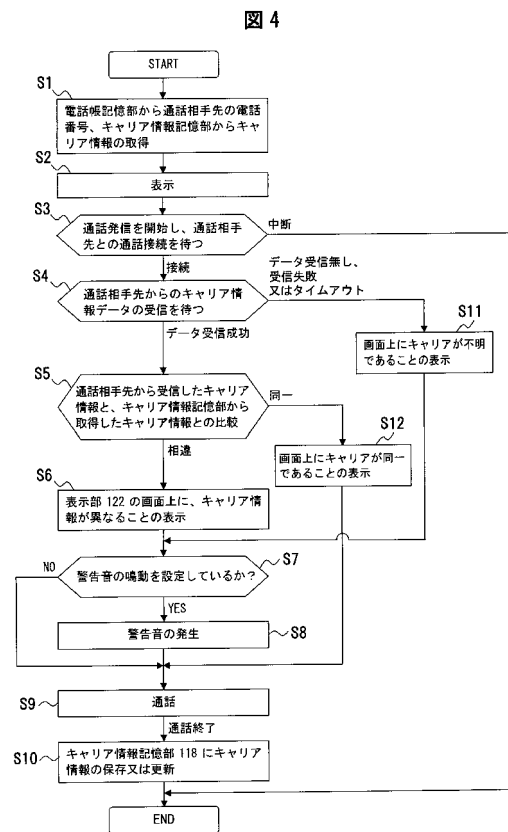 図 4
START
S1
電話帳記憶部から通話相手先の電話
番号、キャリア情報記憶部からキャ
リア情報の取得
S2
表示
S3
通話発信を開始し、通話相手
先との通話接続を待つ
中断
接続
S4
通話相手先からのキャリア情
報データの受信を待つ
データ受信無し、
受信失敗
又はタイムアウト
データ受信成功
S11
画面上にキャリアが不明
であることの表示
S5
通話相手先から受信したキャリア
情報と、キャリア情報記憶部から
取得したキャリア情報との比較
同一
相違
S12
画面上にキャリアが同一
であることの表示
S6
表示部 122 の画面上に、キャリア情
報が異なることの表示
S7
警告音の鳴動を設定しているか？
NO
YES
警告音の発生
S8
S9
通話
通話終了
S10
キャリア情報記憶部 118 にキャリア
情報の保存又は更新
END